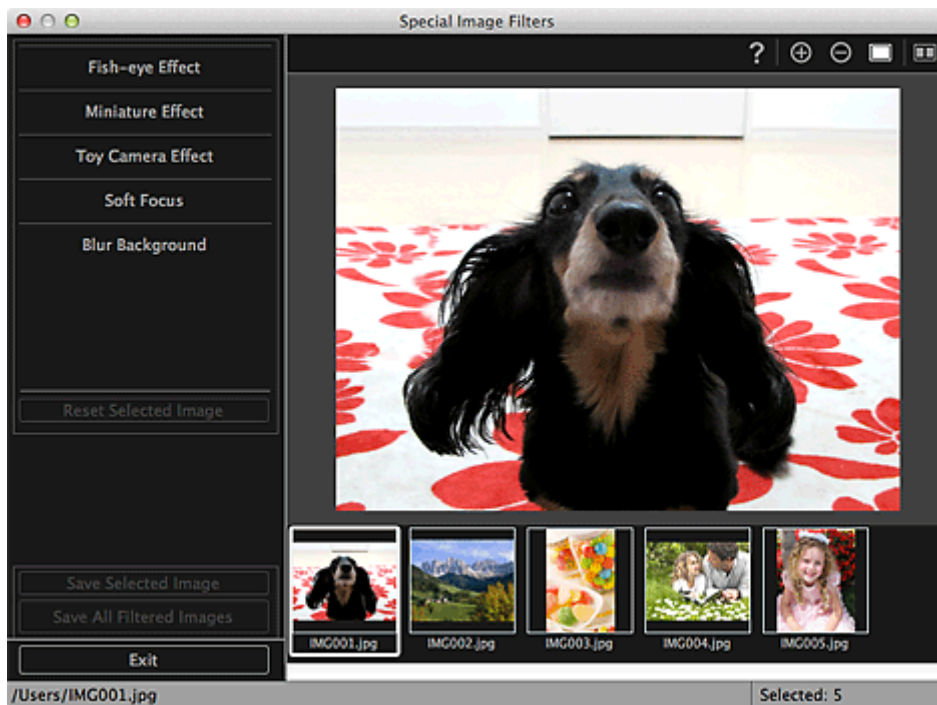 Special Image Filters
Fish-eye Effect
Miniature Effect
Toy Camera Effect
Soft Focus
Blur Background
Reset Selected Image
Save Selected Image
Save All Filtered Images
Exit
?
IMG001.jpg
IMG002.jpg
IMG003.jpg
IMG004.jpg
IMG005.jpg
/Users/IMG001.jpg
Selected: 5